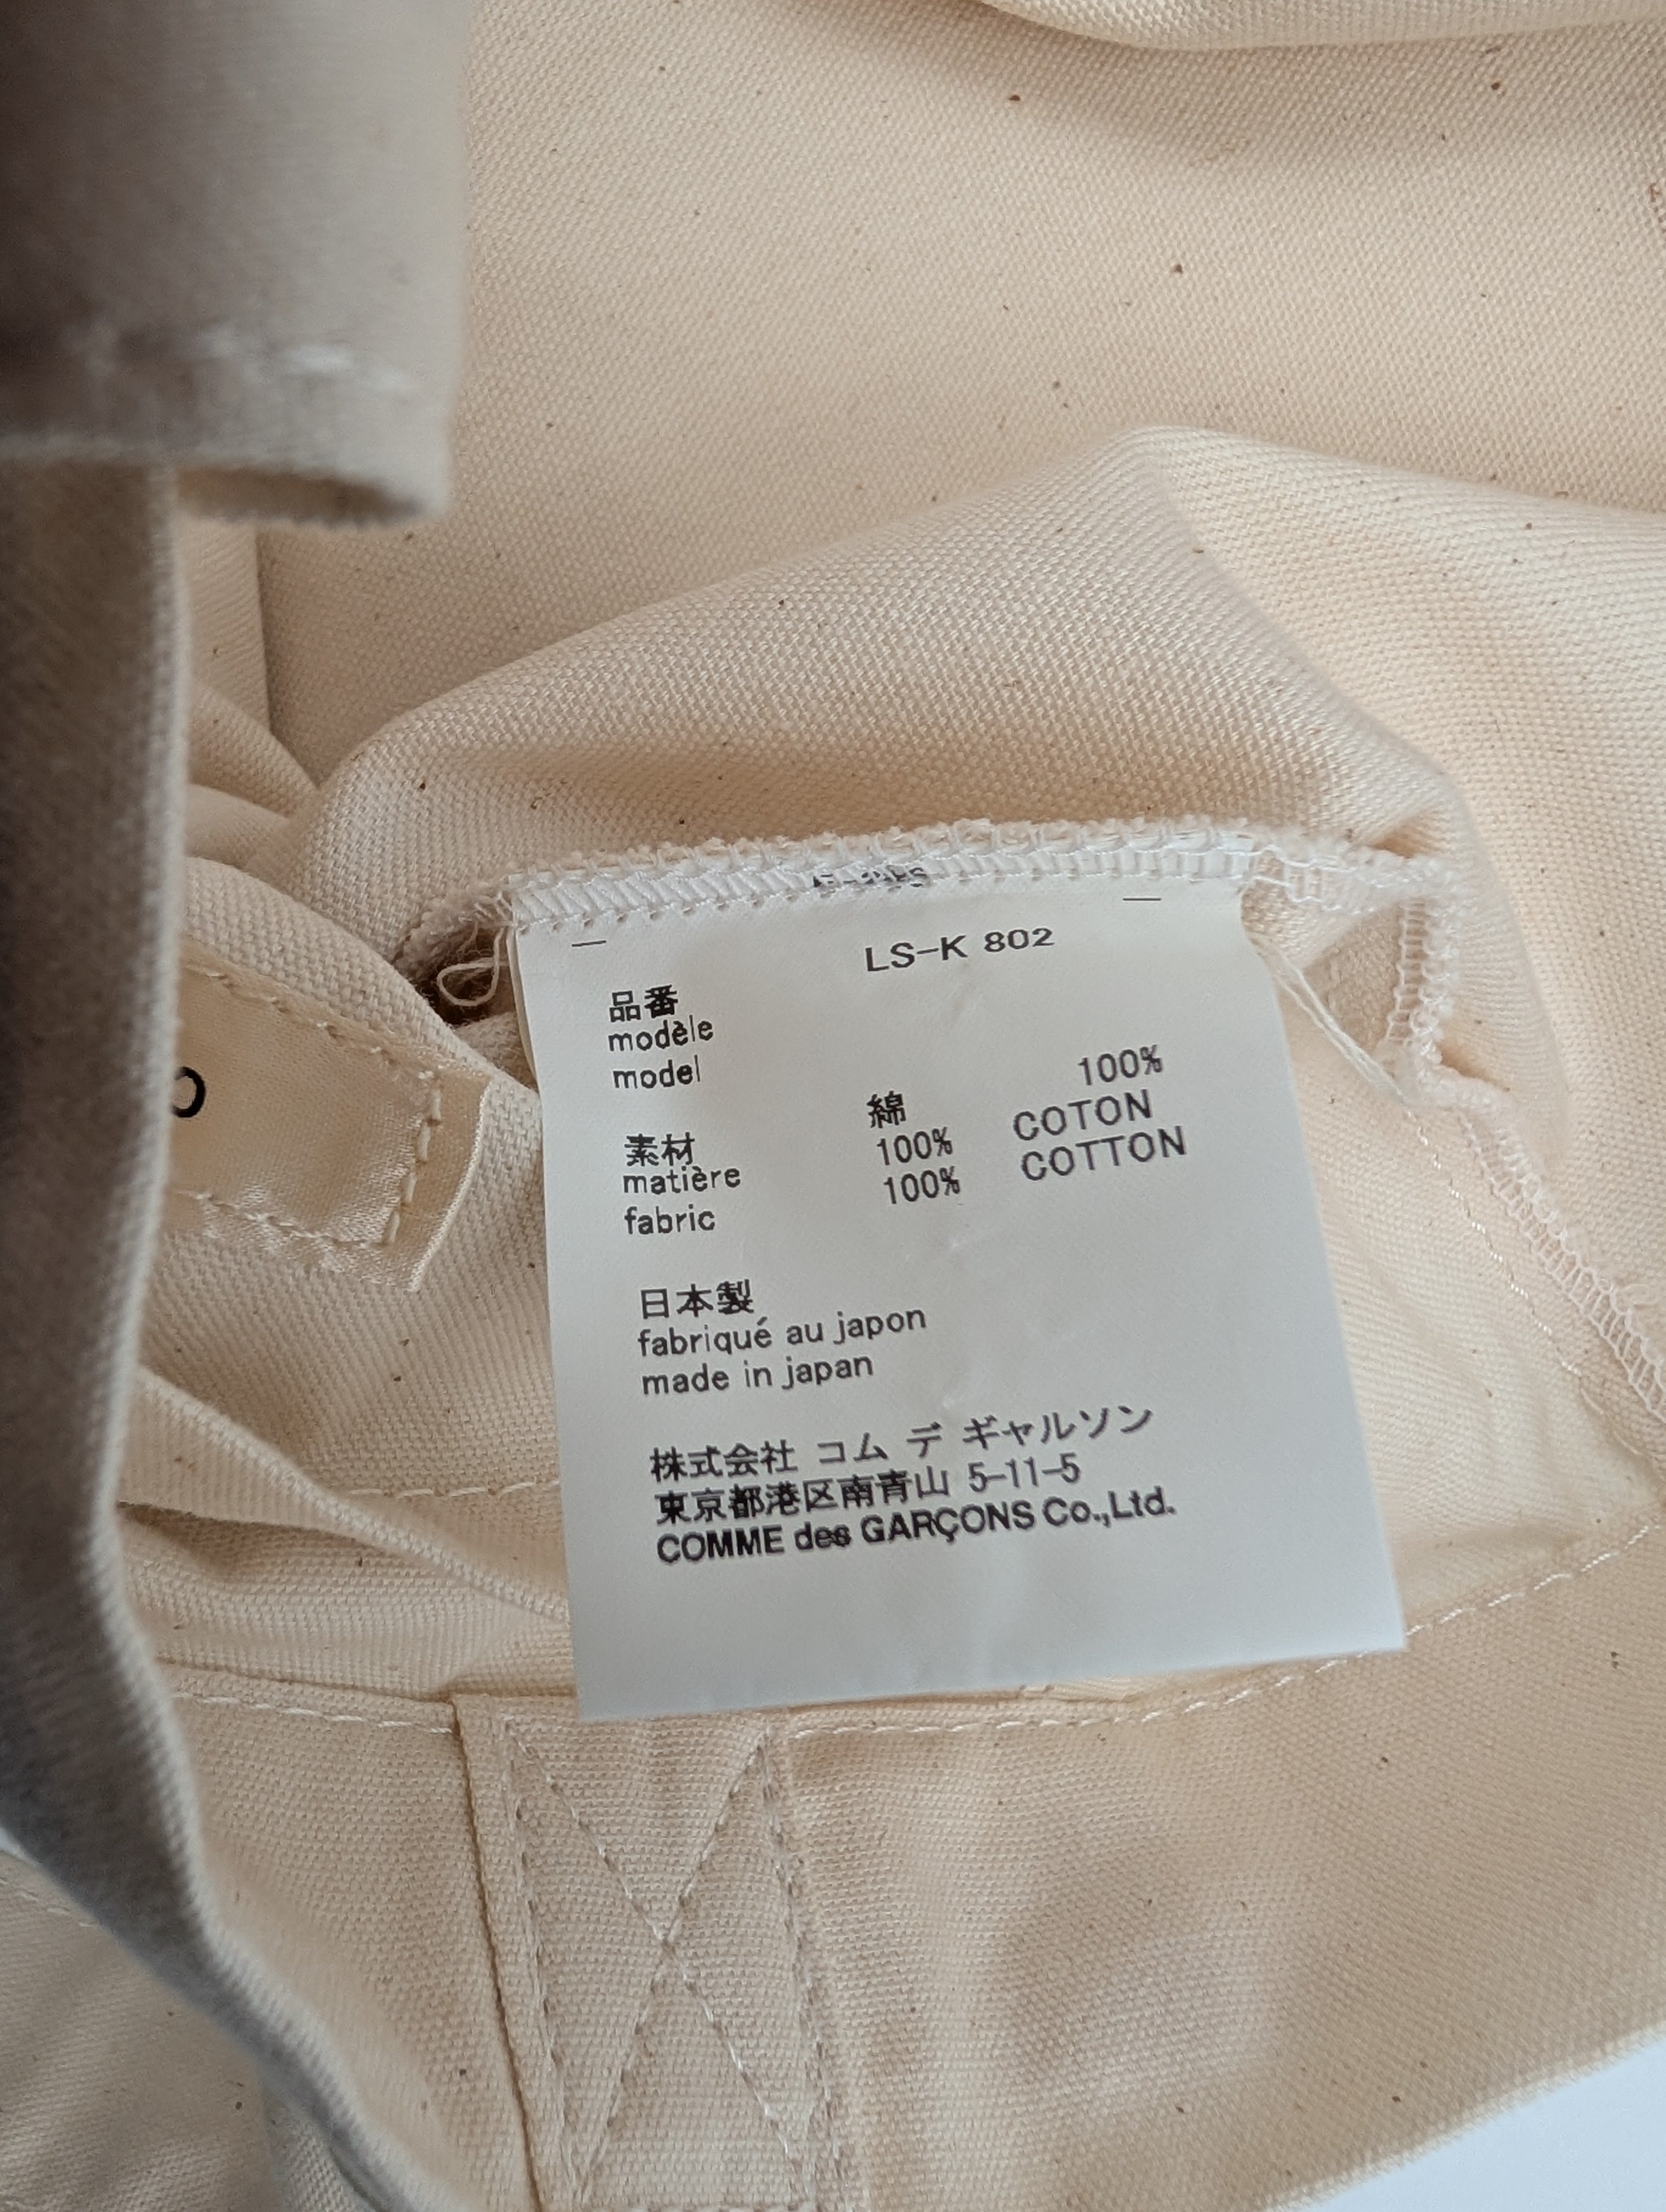 LS-K 802
品番
modèle
model
綿 100%
素材 100% COTON
matière 100% COTTON
fabric
日本製
fabriqué au japon
made in japan
株式会社 コム デ ギャルソン
東京都港区南青山 5-11-5
COMME des GARÇONS Co.,Ltd.